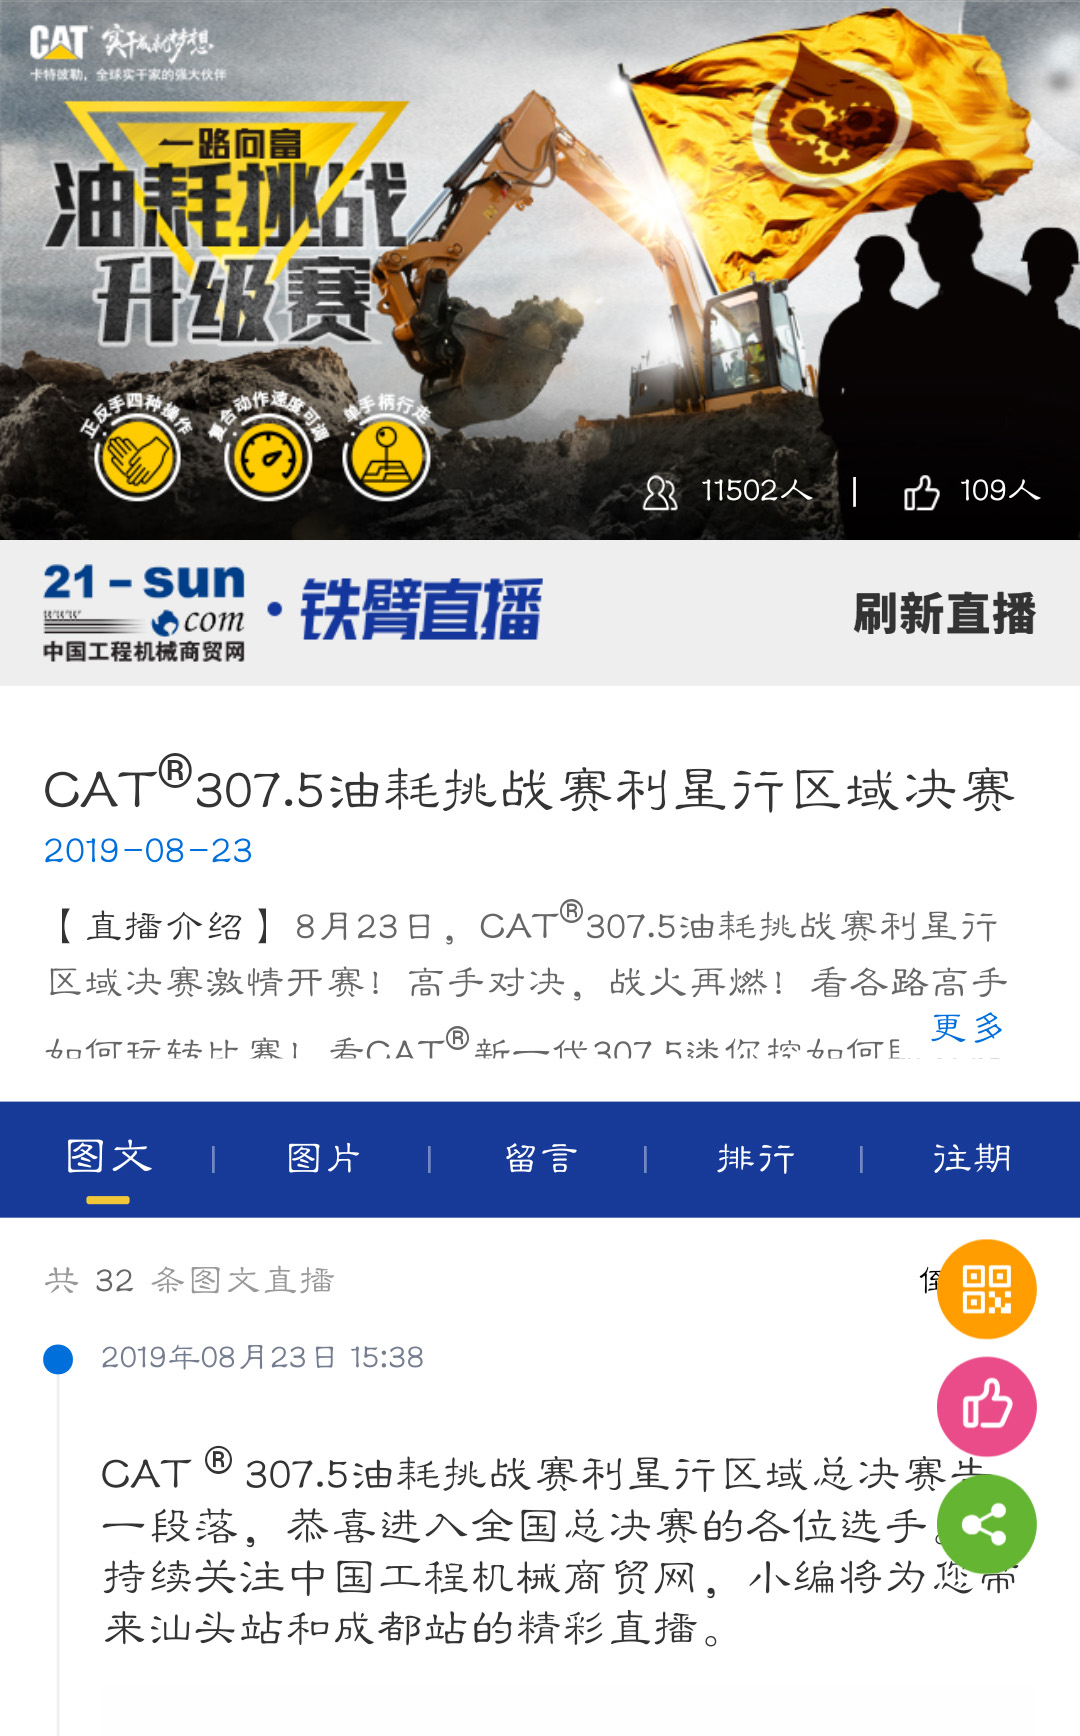 CAT 实干成就梦想
卡特彼勒，全球实干家的强大伙伴
一路向富
油耗挑战
升级赛
正反手四种操作
复合动作速度可调
单手柄行走
11502人 | 109人
21-sun
www
com
中国工程机械商贸网
·铁臂直播
刷新直播
CAT®307.5油耗挑战赛利星行区域决赛
2019-08-23
【直播介绍】8月23日，CAT®307.5油耗挑战赛利星行
区域决赛激情开赛！高手对决，战火再燃！看各路高手
如何玩转比赛！看CAT®新一代307.5迷你挖如何
更多
图文 | 图片 | 留言 | 排行 | 往期
共 32 条图文直播
2019年08月23日 15:38
CAT ® 307.5油耗挑战赛利星行区域总决赛告
一段落，恭喜进入全国总决赛的各位选手。
持续关注中国工程机械商贸网，小编将为您带
来汕头站和成都站的精彩直播。